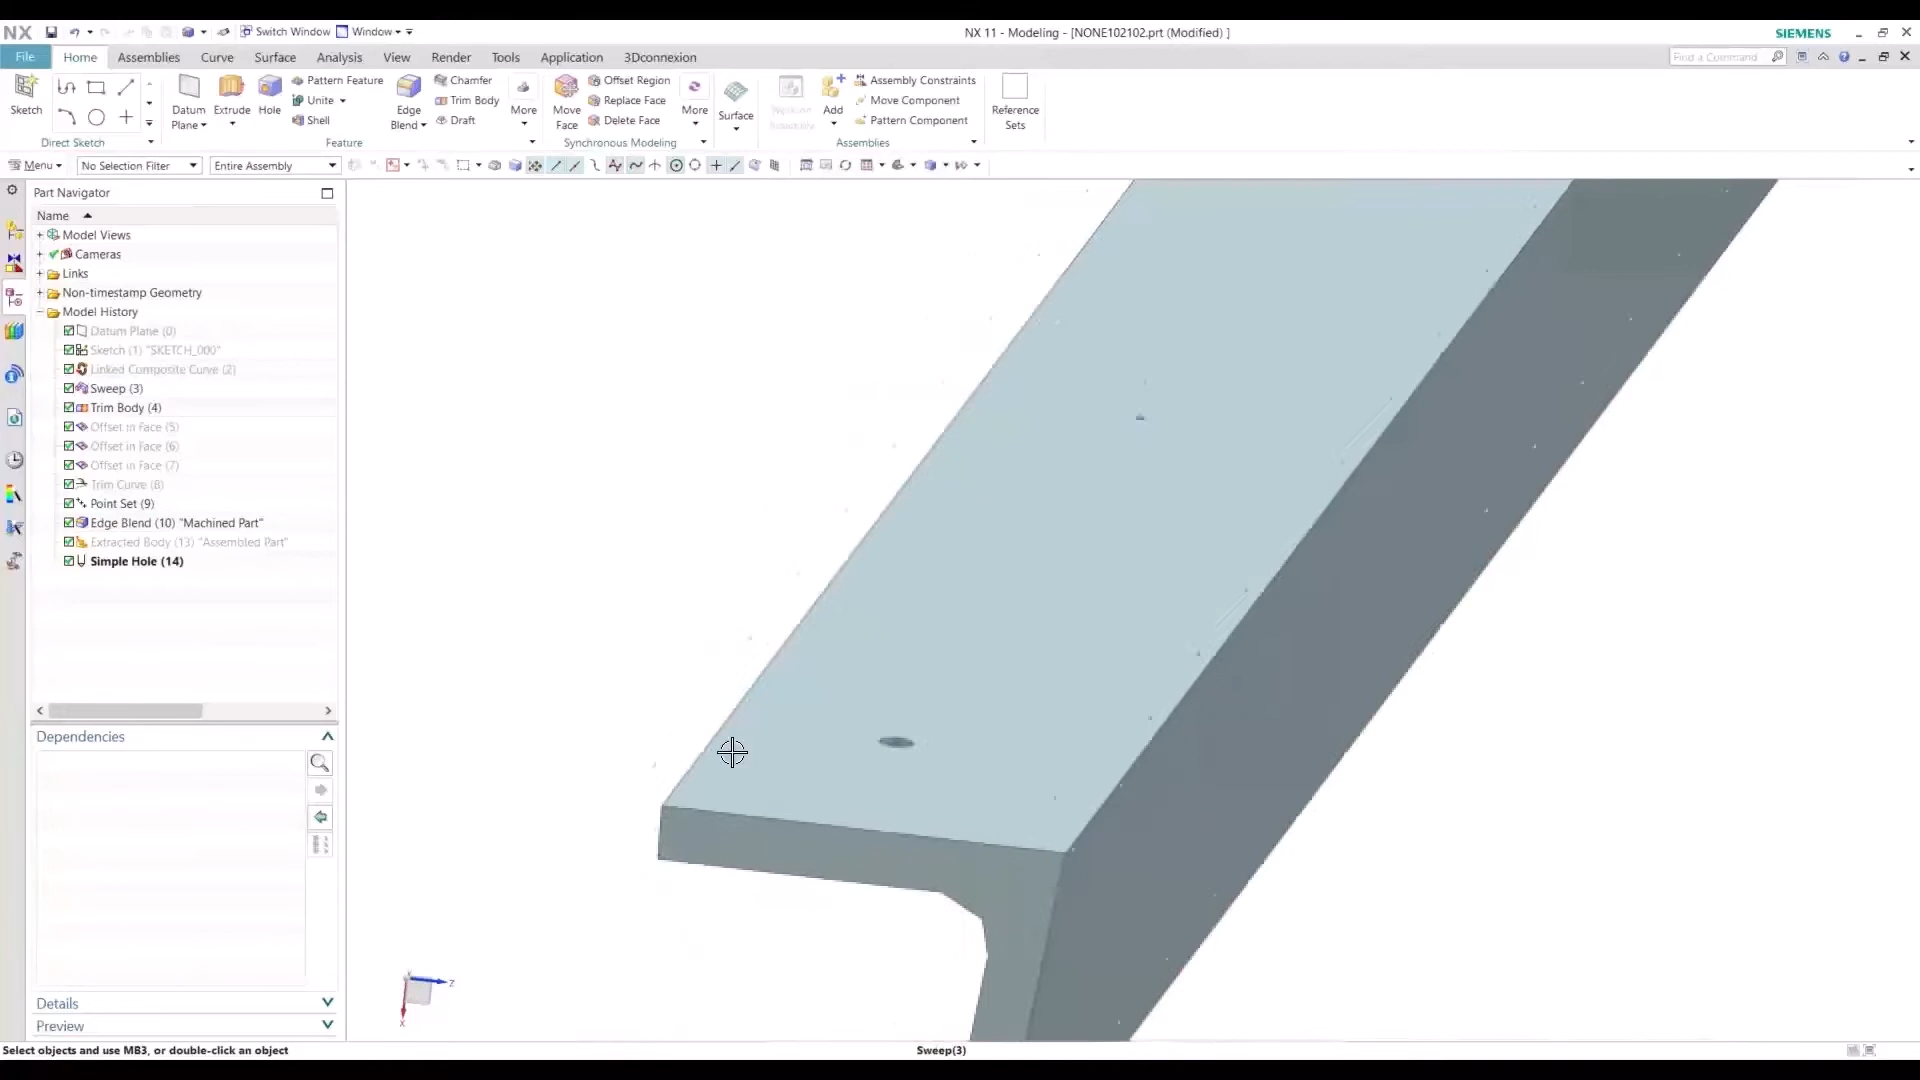 NX Switch Window Window NX 11 - Modeling - [NONE102102.prt (Modified) ] SIEMENS
File Home Assemblies Curve Surface Analysis View Render Tools Application 3Dconnexion Find a Command
Sketch Datum Plane Extrude Hole Pattern Feature Unite Shell Edge Blend Chamfer Trim Body Draft More Move Face Offset Region Replace Face Delete Face More Surface Add Assembly Constraints Move Component Pattern Component Reference Sets
Direct Sketch Feature Synchronous Modeling Assemblies
Menu No Selection Filter Entire Assembly
Part Navigator
Name
Model Views
Cameras
Links
Non-timestamp Geometry
Model History
Datum Plane (0)
Sketch (1) "SKETCH_000"
Linked Composite Curve (2)
Sweep (3)
Trim Body (4)
Offset in Face (5)
Offset in Face (6)
Offset in Face (7)
Trim Curve (8)
Point Set (9)
Edge Blend (10) "Machined Part"
Extracted Body (13) "Assembled Part"
Simple Hole (14)
Dependencies
Details
Preview
Z
X
Select objects and use MB3, or double-click an object Sweep(3)